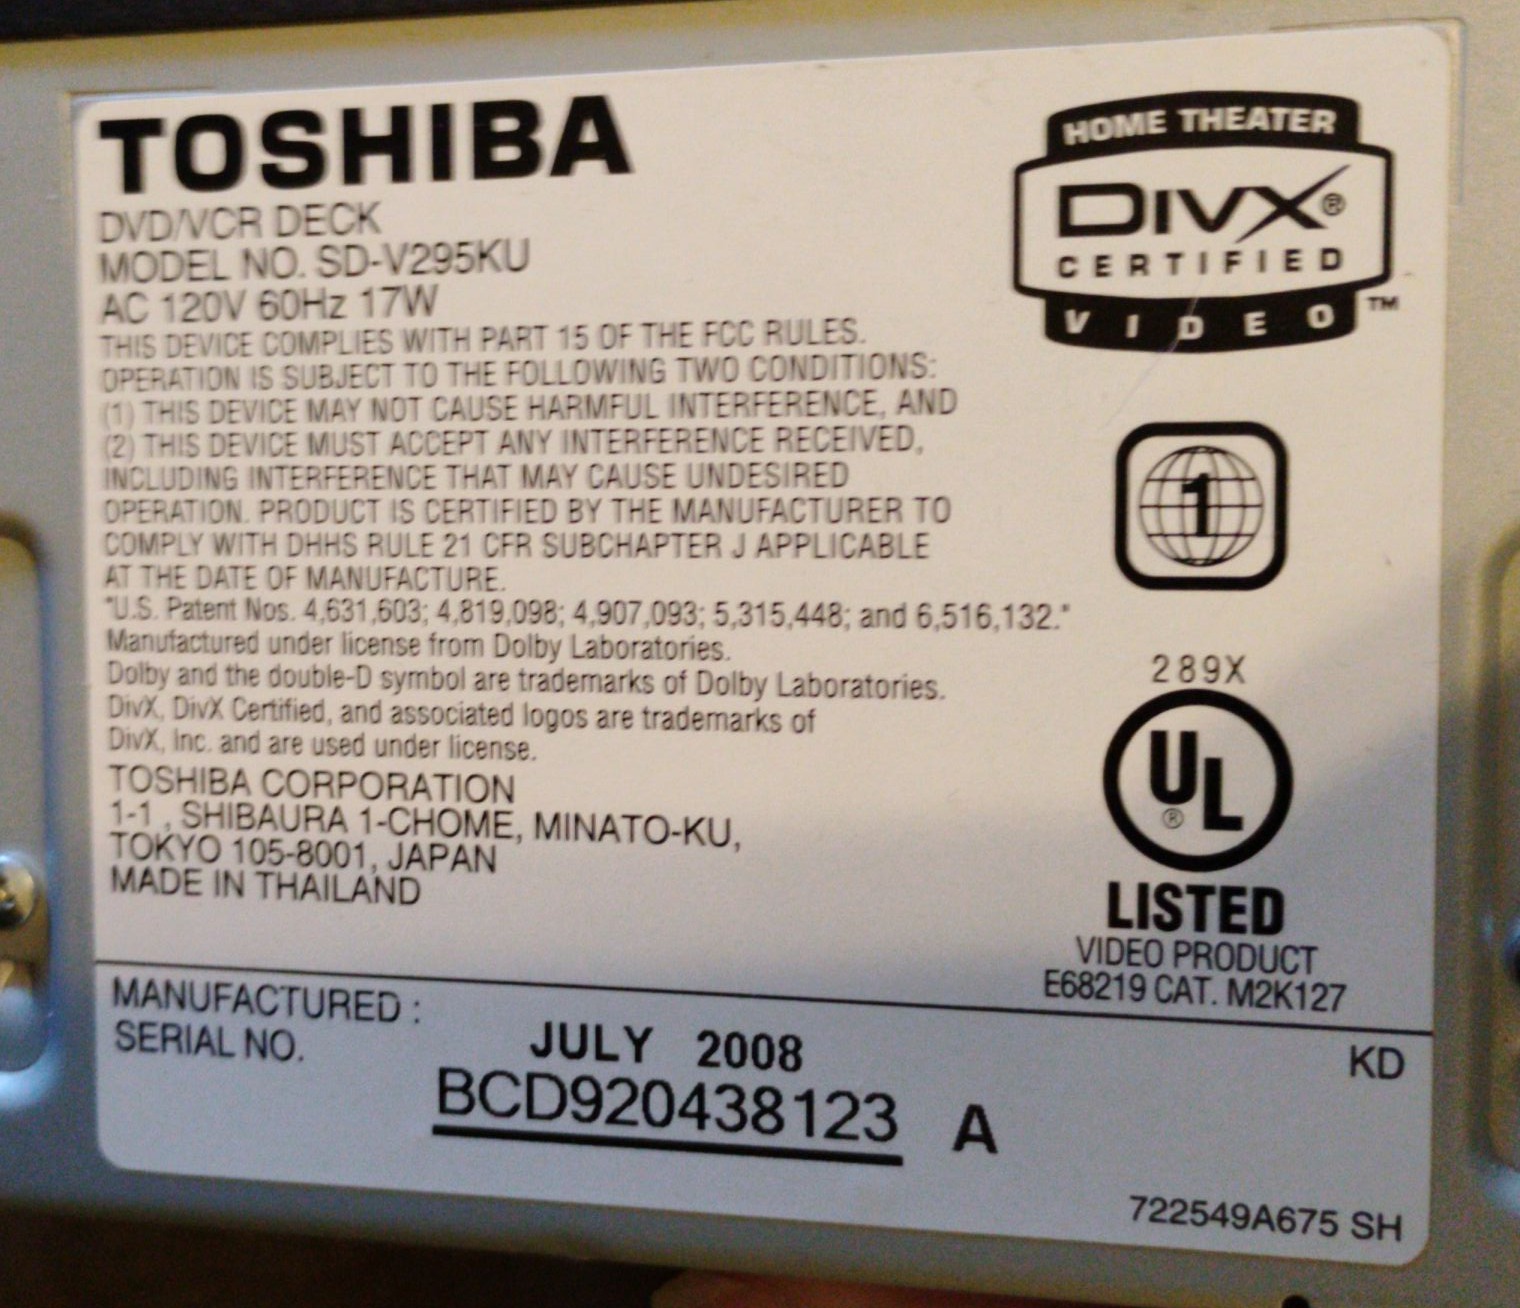 TOSHIBA
DVD/VCR DECK
MODEL NO. SD-V295KU
AC 120V 60Hz 17W
THIS DEVICE COMPLIES WITH PART 15 OF THE FCC RULES.
OPERATION IS SUBJECT TO THE FOLLOWING TWO CONDITIONS:
(1) THIS DEVICE MAY NOT CAUSE HARMFUL INTERFERENCE, AND
(2) THIS DEVICE MUST ACCEPT ANY INTERFERENCE RECEIVED,
INCLUDING INTERFERENCE THAT MAY CAUSE UNDESIRED
OPERATION. PRODUCT IS CERTIFIED BY THE MANUFACTURER TO
COMPLY WITH DHHS RULE 21 CFR SUBCHAPTER J APPLICABLE
AT THE DATE OF MANUFACTURE.
"U.S. Patent Nos. 4,631,603; 4,819,098; 4,907,093; 5,315,448; and 6,516,132."
Manufactured under license from Dolby Laboratories.
Dolby and the double-D symbol are trademarks of Dolby Laboratories.
DivX, DivX Certified, and associated logos are trademarks of
DivX, Inc. and are used under license.
TOSHIBA CORPORATION
1-1 , SHIBAURA 1-CHOME, MINATO-KU,
TOKYO 105-8001, JAPAN
MADE IN THAILAND
HOME THEATER
DIVX®
CERTIFIED
VIDEO™
1
289X
UL®
LISTED
VIDEO PRODUCT
E68219 CAT. M2K127
MANUFACTURED : JULY 2008
KD
SERIAL NO. BCD920438123 A
722549A675 SH